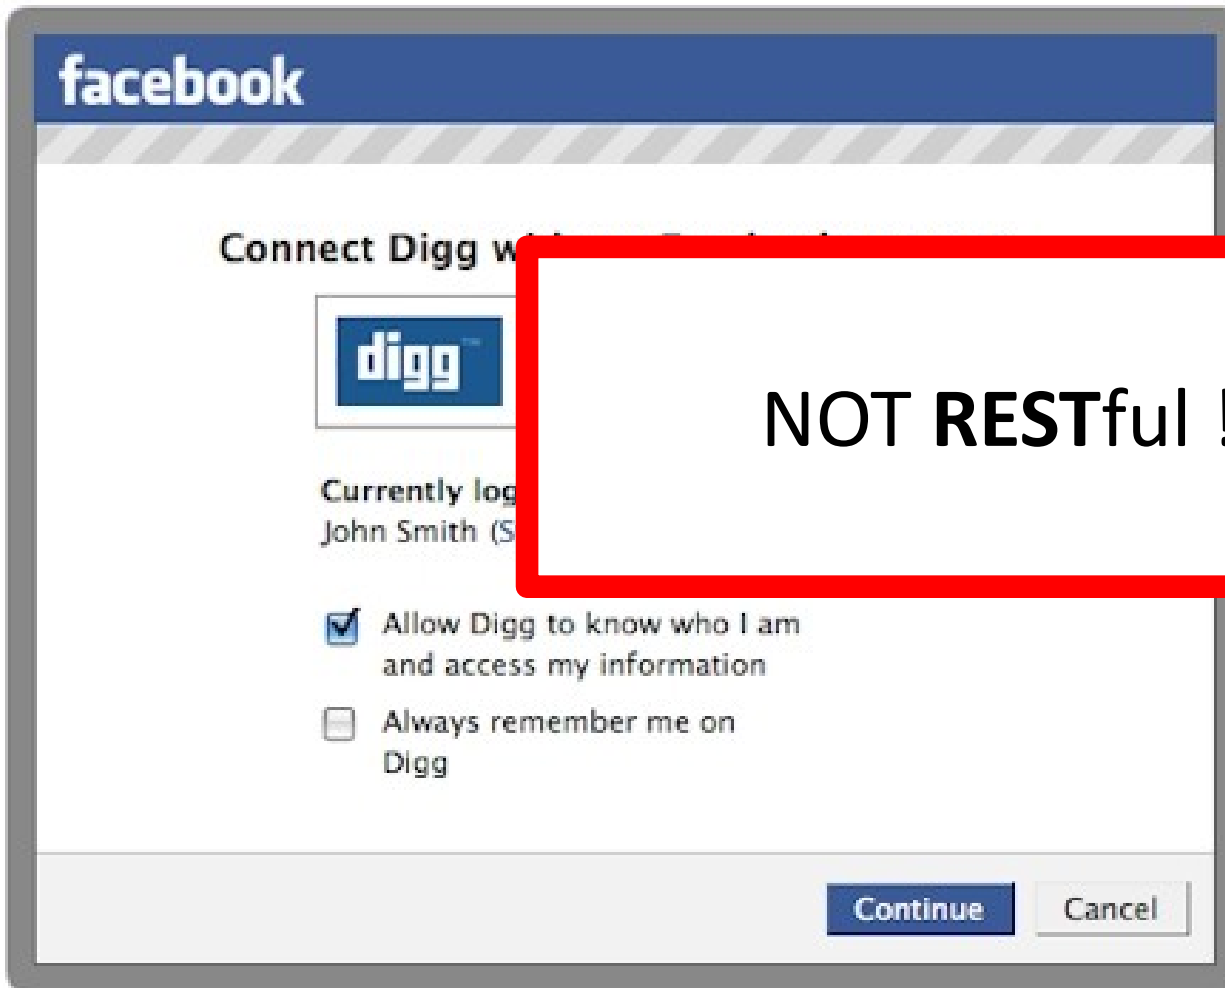 facebook
Connect Digg
digg™
NOT RESTful !
Currently log
John Smith (S
Allow Digg to know who I am
and access my information
Always remember me on
Digg
Continue
Cancel